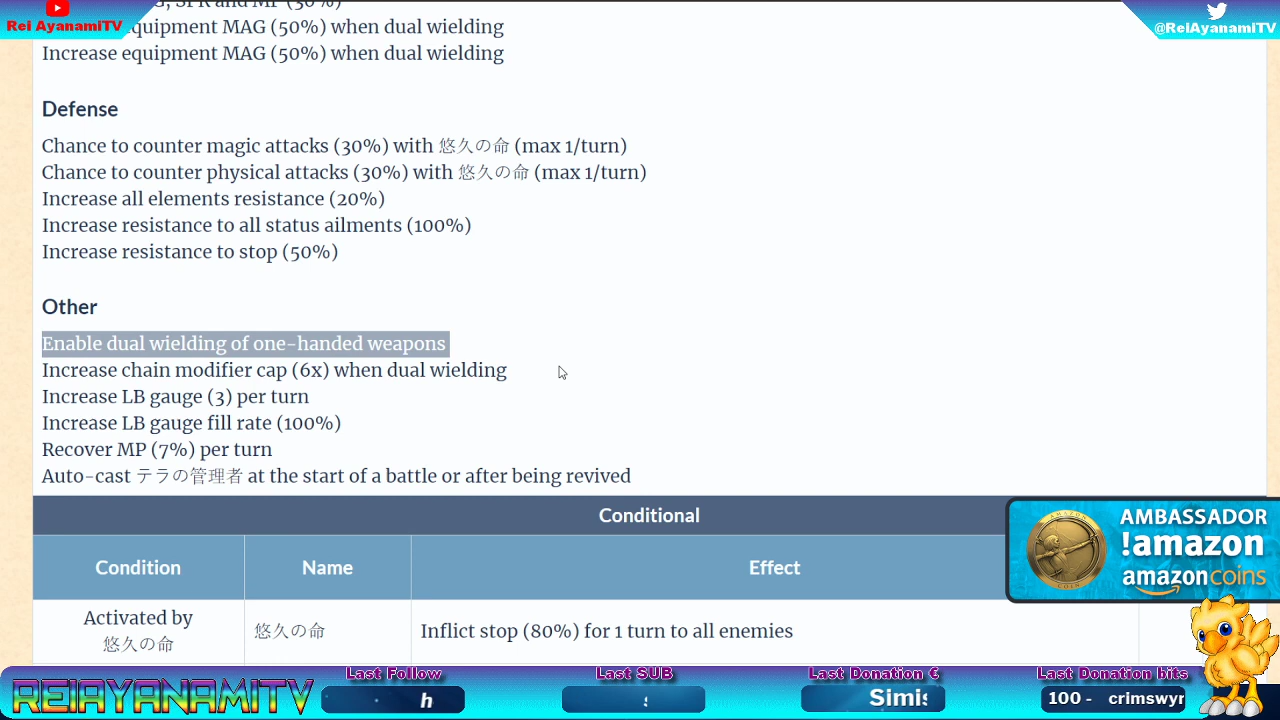 SPR and MP (30%)
Rei AyanamiTV
@ReiAyanamiTV
equipment MAG (50%) when dual wielding
Increase equipment MAG (50%) when dual wielding
Defense
Chance to counter magic attacks (30%) with 悠久の命 (max 1/turn)
Chance to counter physical attacks (30%) with 悠久の命 (max 1/turn)
Increase all elements resistance (20%)
Increase resistance to all status ailments (100%)
Increase resistance to stop (50%)
Other
Enable dual wielding of one-handed weapons
Increase chain modifier cap (6x) when dual wielding
Increase LB gauge (3) per turn
Increase LB gauge fill rate (100%)
Recover MP (7%) per turn
Auto-cast テラの管理者 at the start of a battle or after being revived
Conditional
Condition Name Effect
Activated by
悠久の命
悠久の命
Inflict stop (80%) for 1 turn to all enemies
AMBASSADOR
!amazon
amazon coins
AMAZON
COIN
Last Follow
Last SUB
Last Donation €
Last Donation bits
REIAYANAMITV
h
Simis
100 - crimswyr